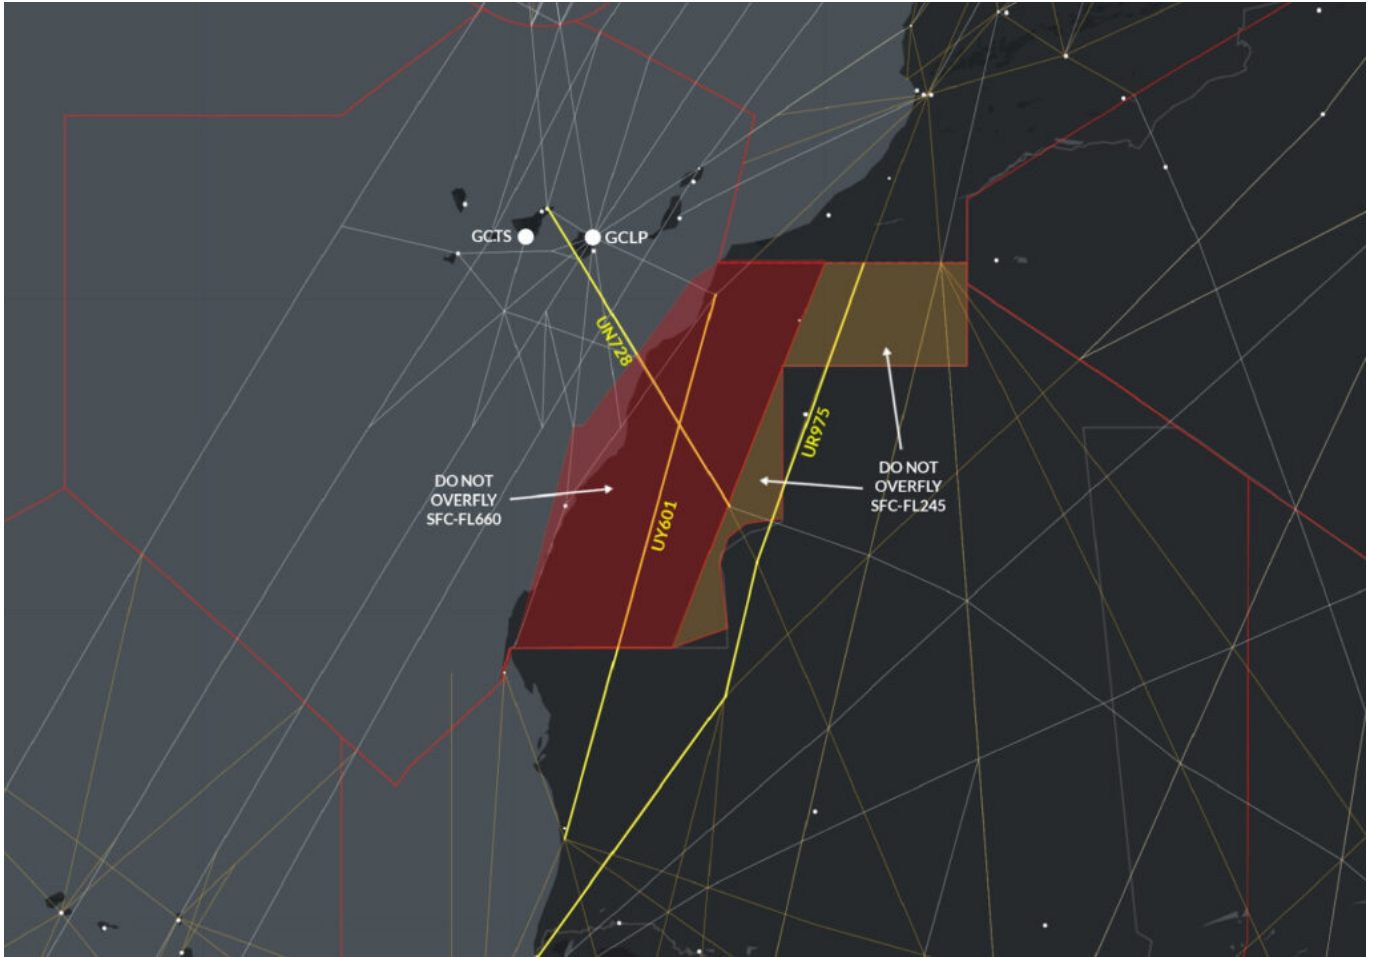 GCTS
GCLP
UN728
DO NOT
OVERFLY
SFC-FL660
UY601
UR975
DO NOT
OVERFLY
SFC-FL245